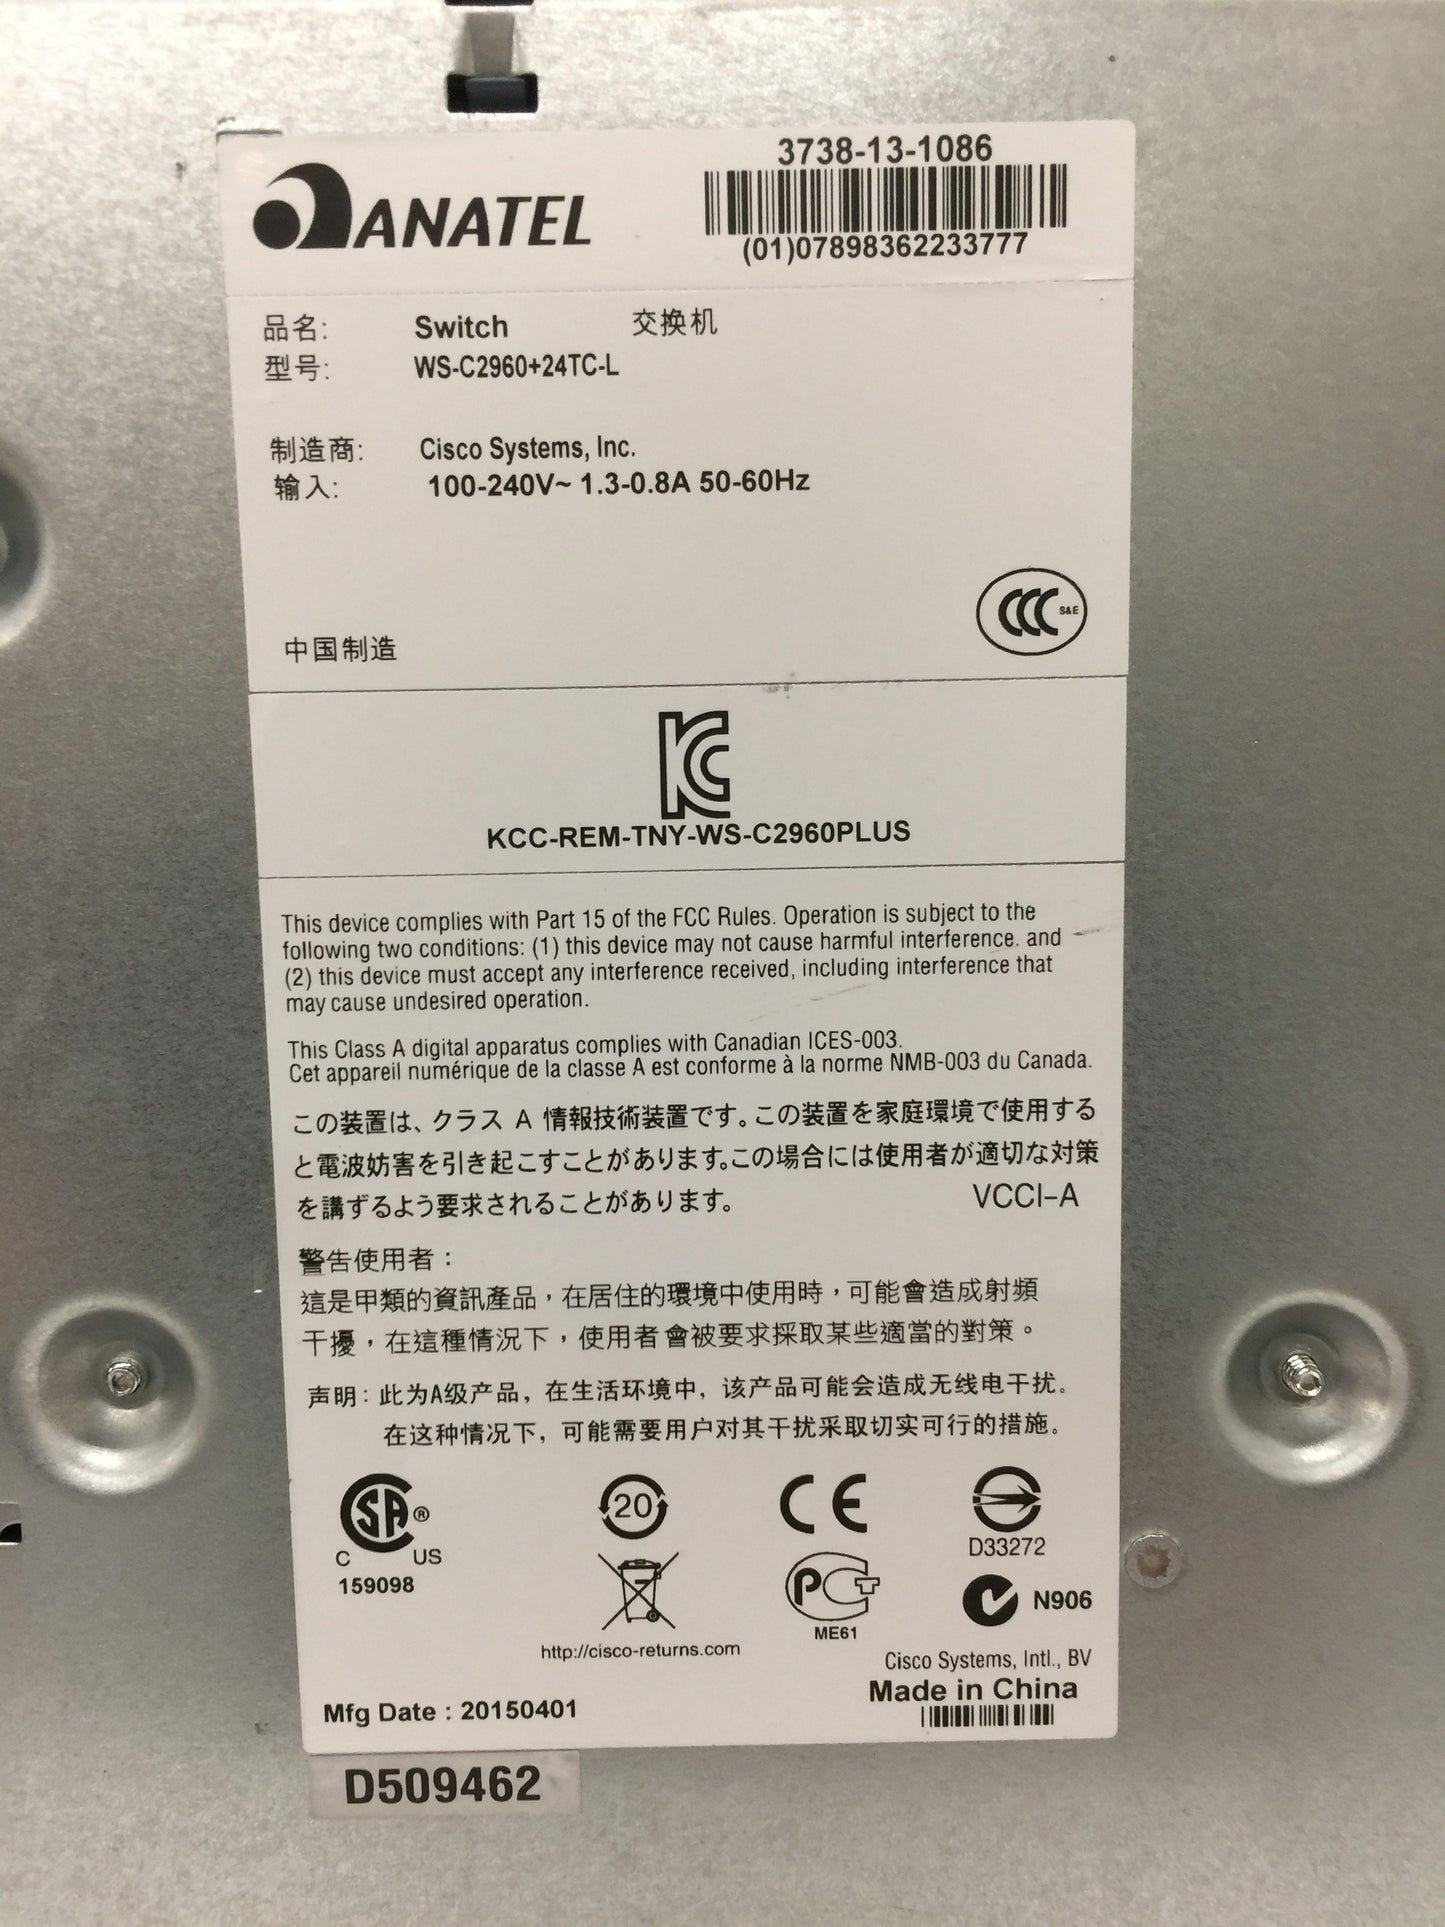 ANATEL
3738-13-1086
(01)07898362233777
品名: Switch 交换机
型号: WS-C2960+24TC-L
制造商: Cisco Systems, Inc.
输入: 100-240V~ 1.3-0.8A 50-60Hz
CCC S&E
中国制造
KC
KCC-REM-TNY-WS-C2960PLUS
This device complies with Part 15 of the FCC Rules. Operation is subject to the
following two conditions: (1) this device may not cause harmful interference. and
(2) this device must accept any interference received, including interference that
may cause undesired operation.
This Class A digital apparatus complies with Canadian ICES-003.
Cet appareil numérique de la classe A est conforme à la norme NMB-003 du Canada.
この装置は、クラス A 情報技術装置です。この装置を家庭環境で使用する
と電波妨害を引き起こすことがあります。この場合には使用者が適切な対策
を講ずるよう要求されることがあります。 VCCI-A
警告使用者：
這是甲類的資訊產品，在居住的環境中使用時，可能會造成射頻
干擾，在這種情況下，使用者會被要求採取某些適當的對策。
声明：此为A级产品，在生活环境中，该产品可能会造成无线电干扰。
在这种情况下，可能需要用户对其干扰采取切实可行的措施。
SA ®
C US
159098
20
CE
D33272
PCT
ME61
N906
http://cisco-returns.com
Cisco Systems, Intl., BV
Made in China
Mfg Date : 20150401
D509462